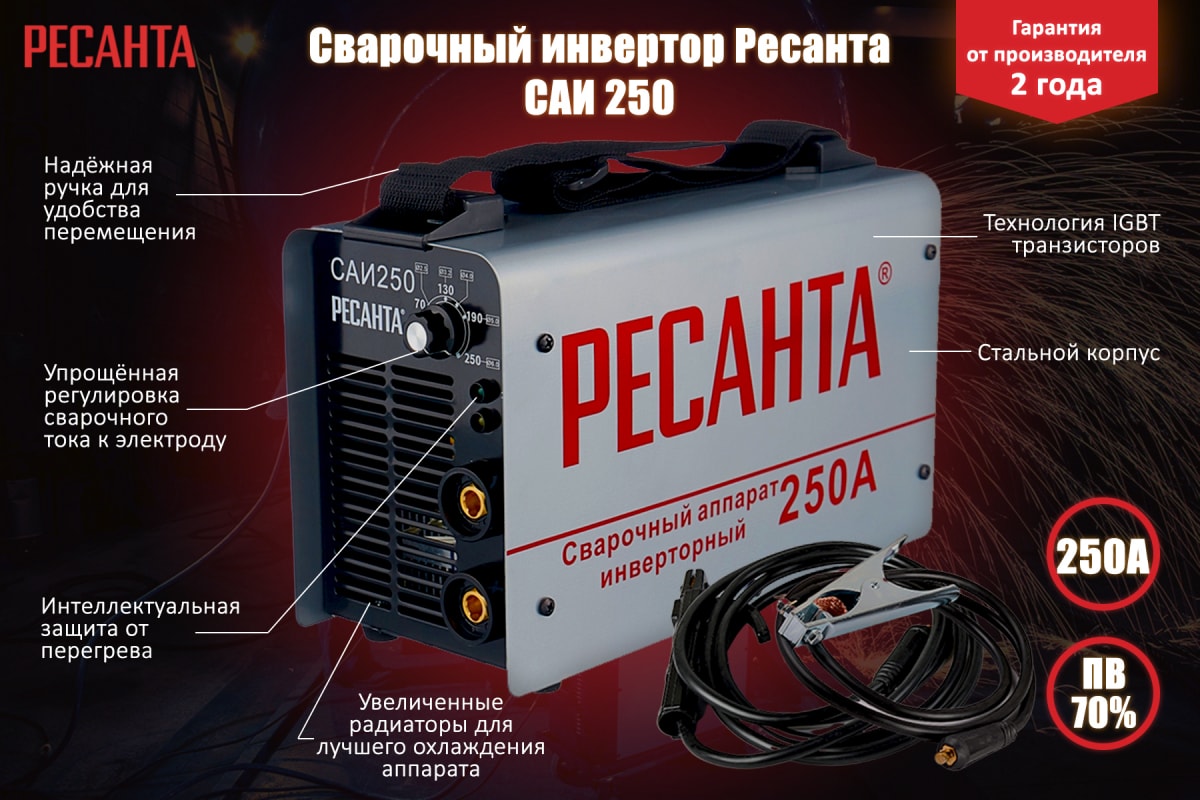 РЕСАНТА
Сварочный инвертор Ресанта
САИ 250
Гарантия
от производителя
2 года
Надёжная
ручка для
удобства
перемещения
Технология IGBT
транзисторов
Стальной корпус
Упрощённая
регулировка
сварочного
тока к электроду
САИ250
РЕСАНТА®
70
130
190
250
РЕСАНТА®
Сварочный аппарат
инверторный
250А
250А
ПВ
70%
Интеллектуальная
защита от
перегрева
Увеличенные
радиаторы для
лучшего охлаждения
аппарата